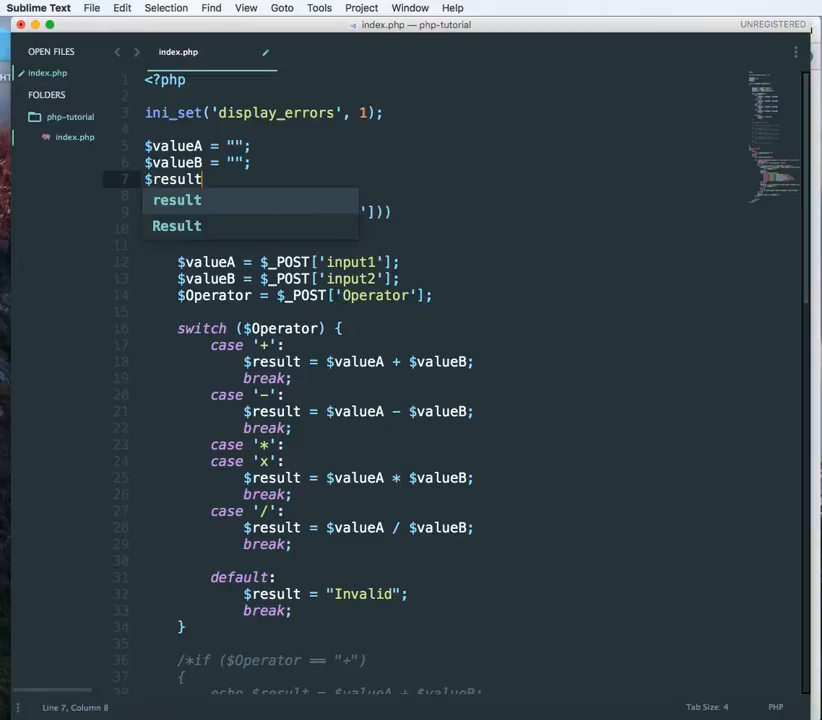 Sublime Text File Edit Selection Find View Goto Tools Project Window Help
index.php — php-tutorial
UNREGISTERED
OPEN FILES
index.php
FOLDERS
php-tutorial
index.php
index.php
1 <?php
2
3 ini_set('display_errors', 1);
4
5 $valueA = "";
6 $valueB = "";
7 $result
result
Result
8
9 ']))
10
11
12 $valueA = $_POST['input1'];
13 $valueB = $_POST['input2'];
14 $Operator = $_POST['Operator'];
15
16 switch ($Operator) {
17 case '+':
18 $result = $valueA + $valueB;
19 break;
20 case '-':
21 $result = $valueA - $valueB;
22 break;
23 case '*':
24 case 'x':
25 $result = $valueA * $valueB;
26 break;
27 case '/':
28 $result = $valueA / $valueB;
29 break;
30
31 default:
32 $result = "Invalid";
33 break;
34 }
35
36 /*if ($Operator == "+")
37 {
38 echo $result = $valueA + $valueB;
Line 7, Column 8
Tab Size: 4
PHP